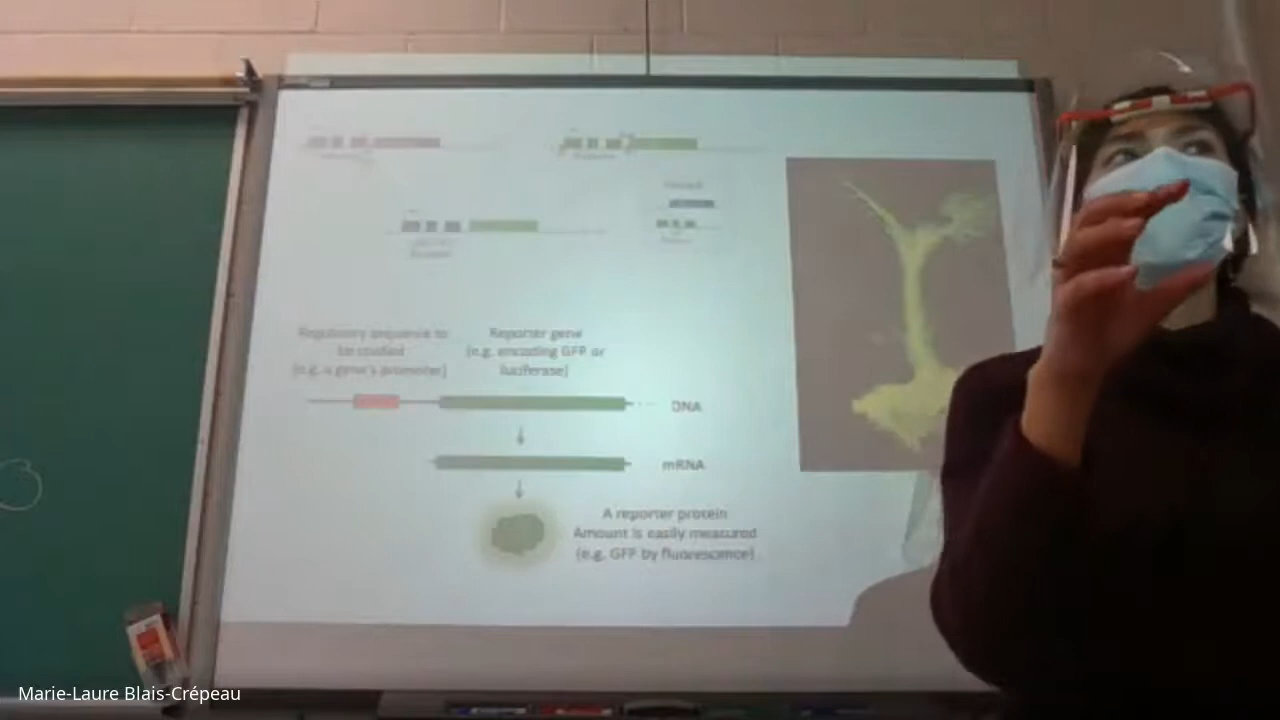 Regulatory sequence to
be studied
(e.g. a gene's promoter)
Reporter gene
(e.g. encoding GFP or
luciferase)
DNA
mRNA
A reporter protein
Amount is easily measured
(e.g. GFP by fluorescence)
Marie-Laure Blais-Crépeau